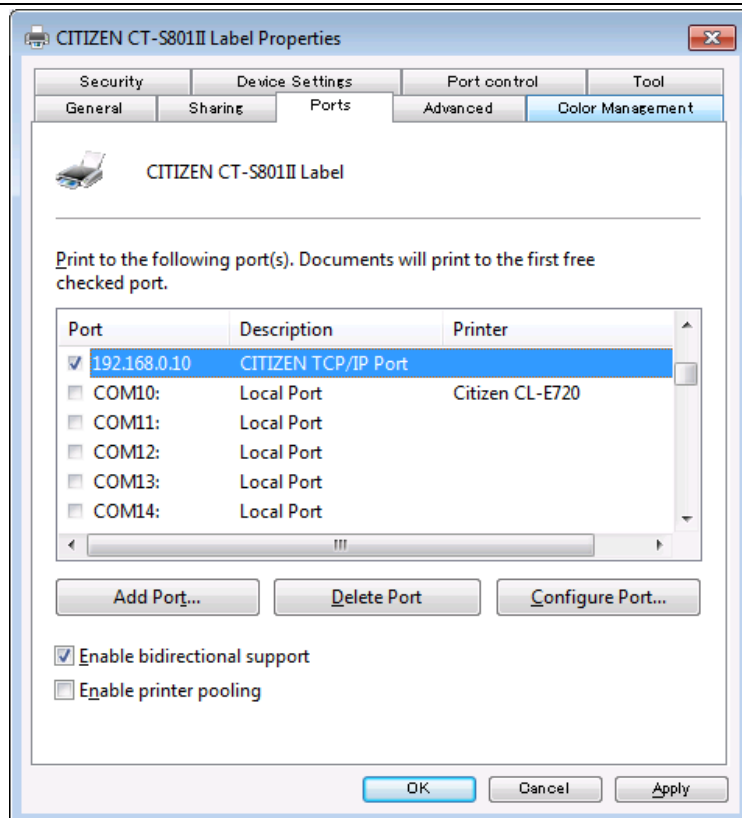 CITIZEN CT-S801II Label Properties
Security Device Settings Port control Tool
General Sharing Ports Advanced Color Management
CITIZEN CT-S801II Label
Print to the following port(s). Documents will print to the first free
checked port.
Port Description Printer
192.168.0.10 CITIZEN TCP/IP Port
COM10: Local Port Citizen CL-E720
COM11: Local Port
COM12: Local Port
COM13: Local Port
COM14: Local Port
Add Port... Delete Port Configure Port...
Enable bidirectional support
Enable printer pooling
OK Cancel Apply